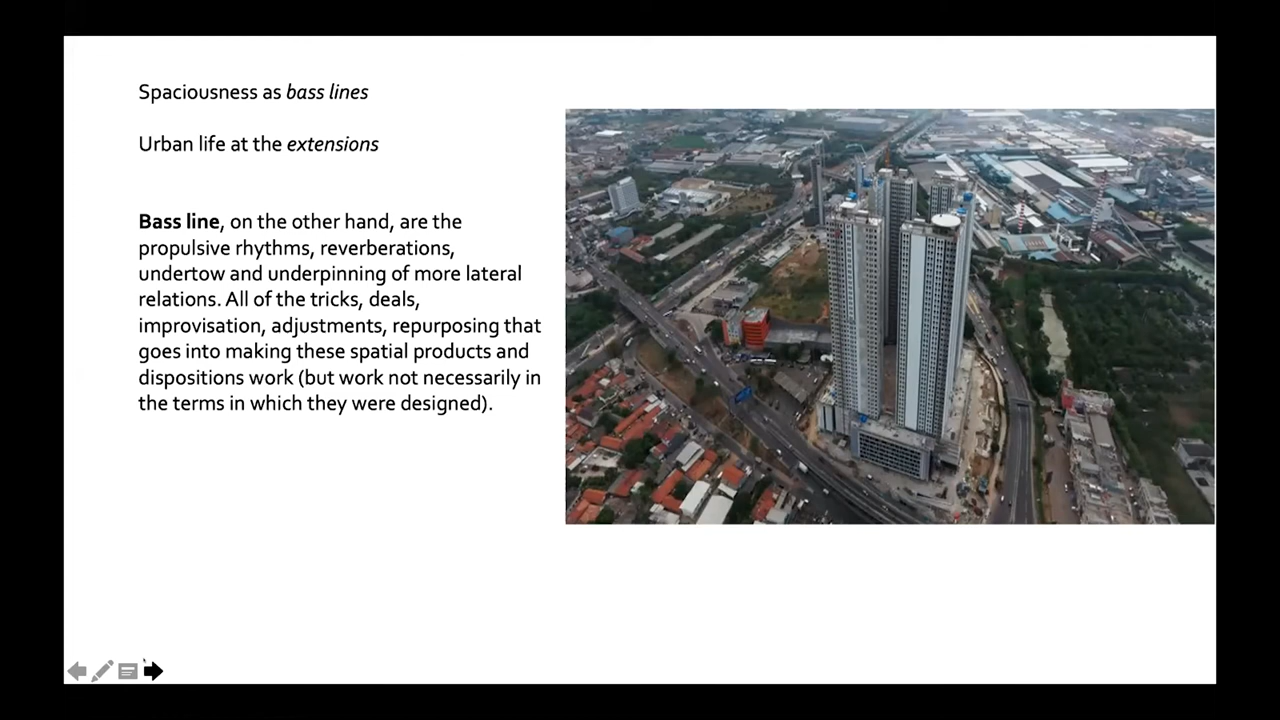 Spaciousness as bass lines
Urban life at the extensions
Bass line, on the other hand, are the
propulsive rhythms, reverberations,
undertow and underpinning of more lateral
relations. All of the tricks, deals,
improvisation, adjustments, repurposing that
goes into making these spatial products and
dispositions work (but work not necessarily in
the terms in which they were designed).